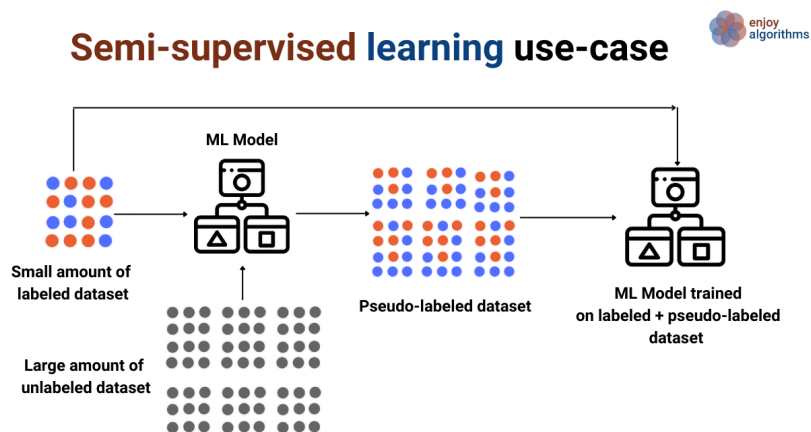 enjoy
algorithms
Semi-supervised learning use-case
ML Model
Small amount of
labeled dataset
Pseudo-labeled dataset
ML Model trained
on labeled + pseudo-labeled
dataset
Large amount of
unlabeled dataset